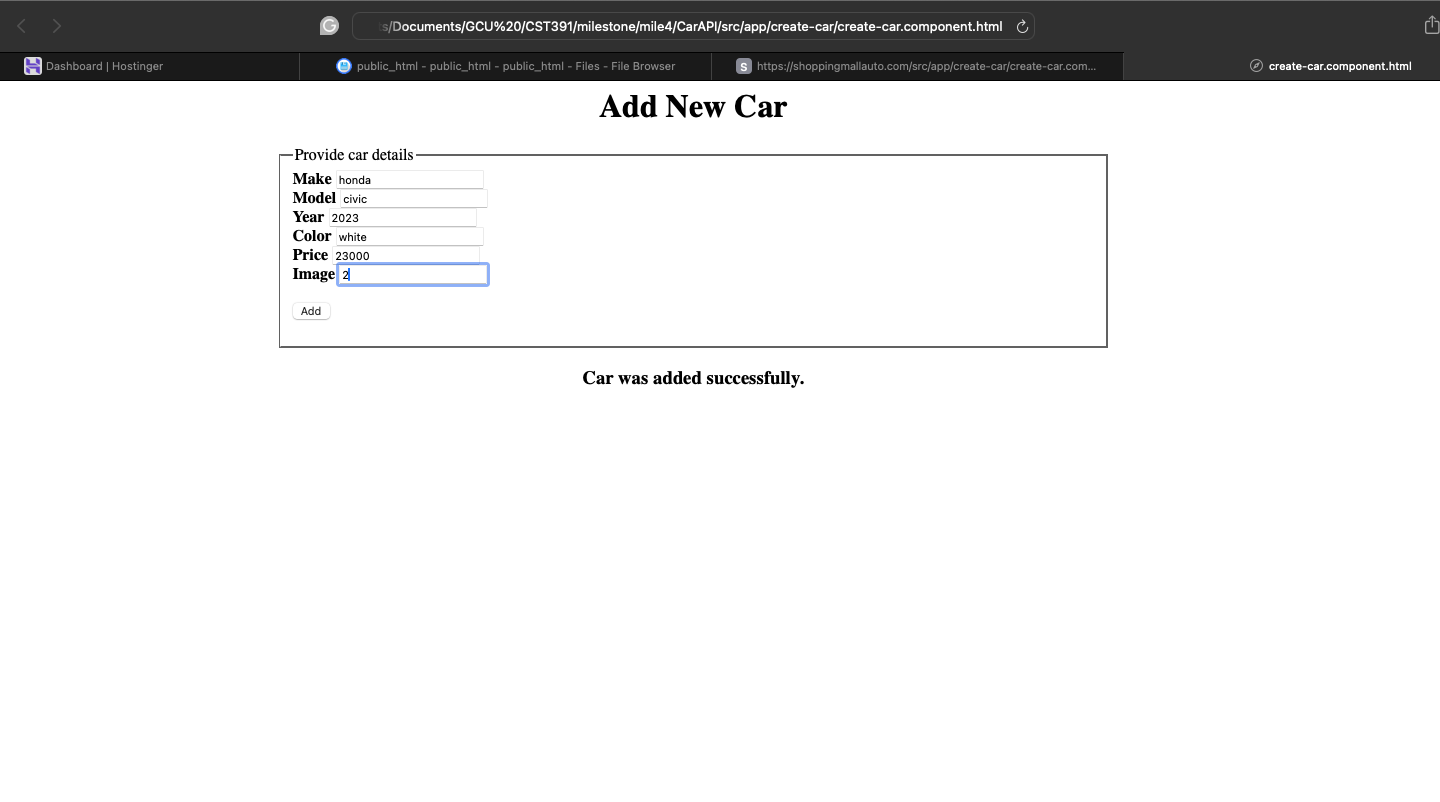 s/Documents/GCU%20/CST391/milestone/mile4/CarAPI/src/app/create-car/create-car.component.html
Dashboard | Hostinger
public_html - public_html - public_html - Files - File Browser
S https://shoppingmallauto.com/src/app/create-car/create-car.com...
create-car.component.html
Add New Car
Provide car details
Make honda
Model civic
Year 2023
Color white
Price 23000
Image 2
Add
Car was added successfully.